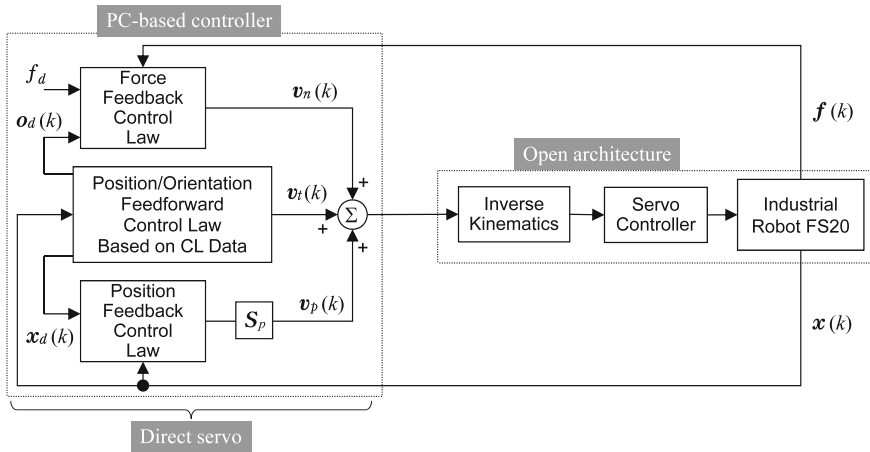 PC-based controller
f_d
Force
Feedback
Control
Law
v_n (k)
o_d (k)
f (k)
Open architecture
Position/Orientation
Feedforward
Control Law
Based on CL Data
v_t (k)
+
Σ
+
+
Inverse
Kinematics
Servo
Controller
Industrial
Robot FS20
Position
Feedback
Control
Law
S_p
v_p (k)
x_d (k)
x (k)
Direct servo